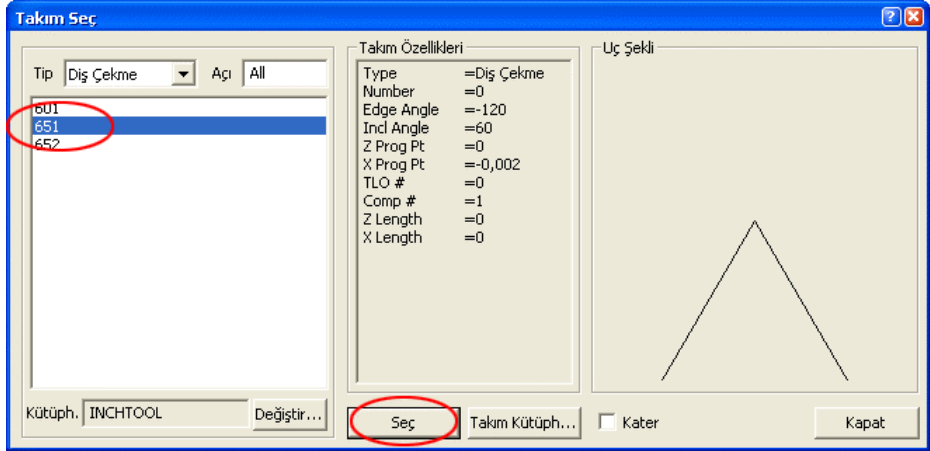 Takım Seç
Tip Diş Çekme Açı All
601
651
652
Kütüph. INCHTOOL Değiştir...
Takım Özellikleri
Type =Diş Çekme
Number =0
Edge Angle =-120
Incl Angle =60
Z Prog Pt =0
X Prog Pt =-0,002
TLO # =0
Comp # =1
Z Length =0
X Length =0
Uç Şekli
Seç Takım Kütüph... Kater Kapat